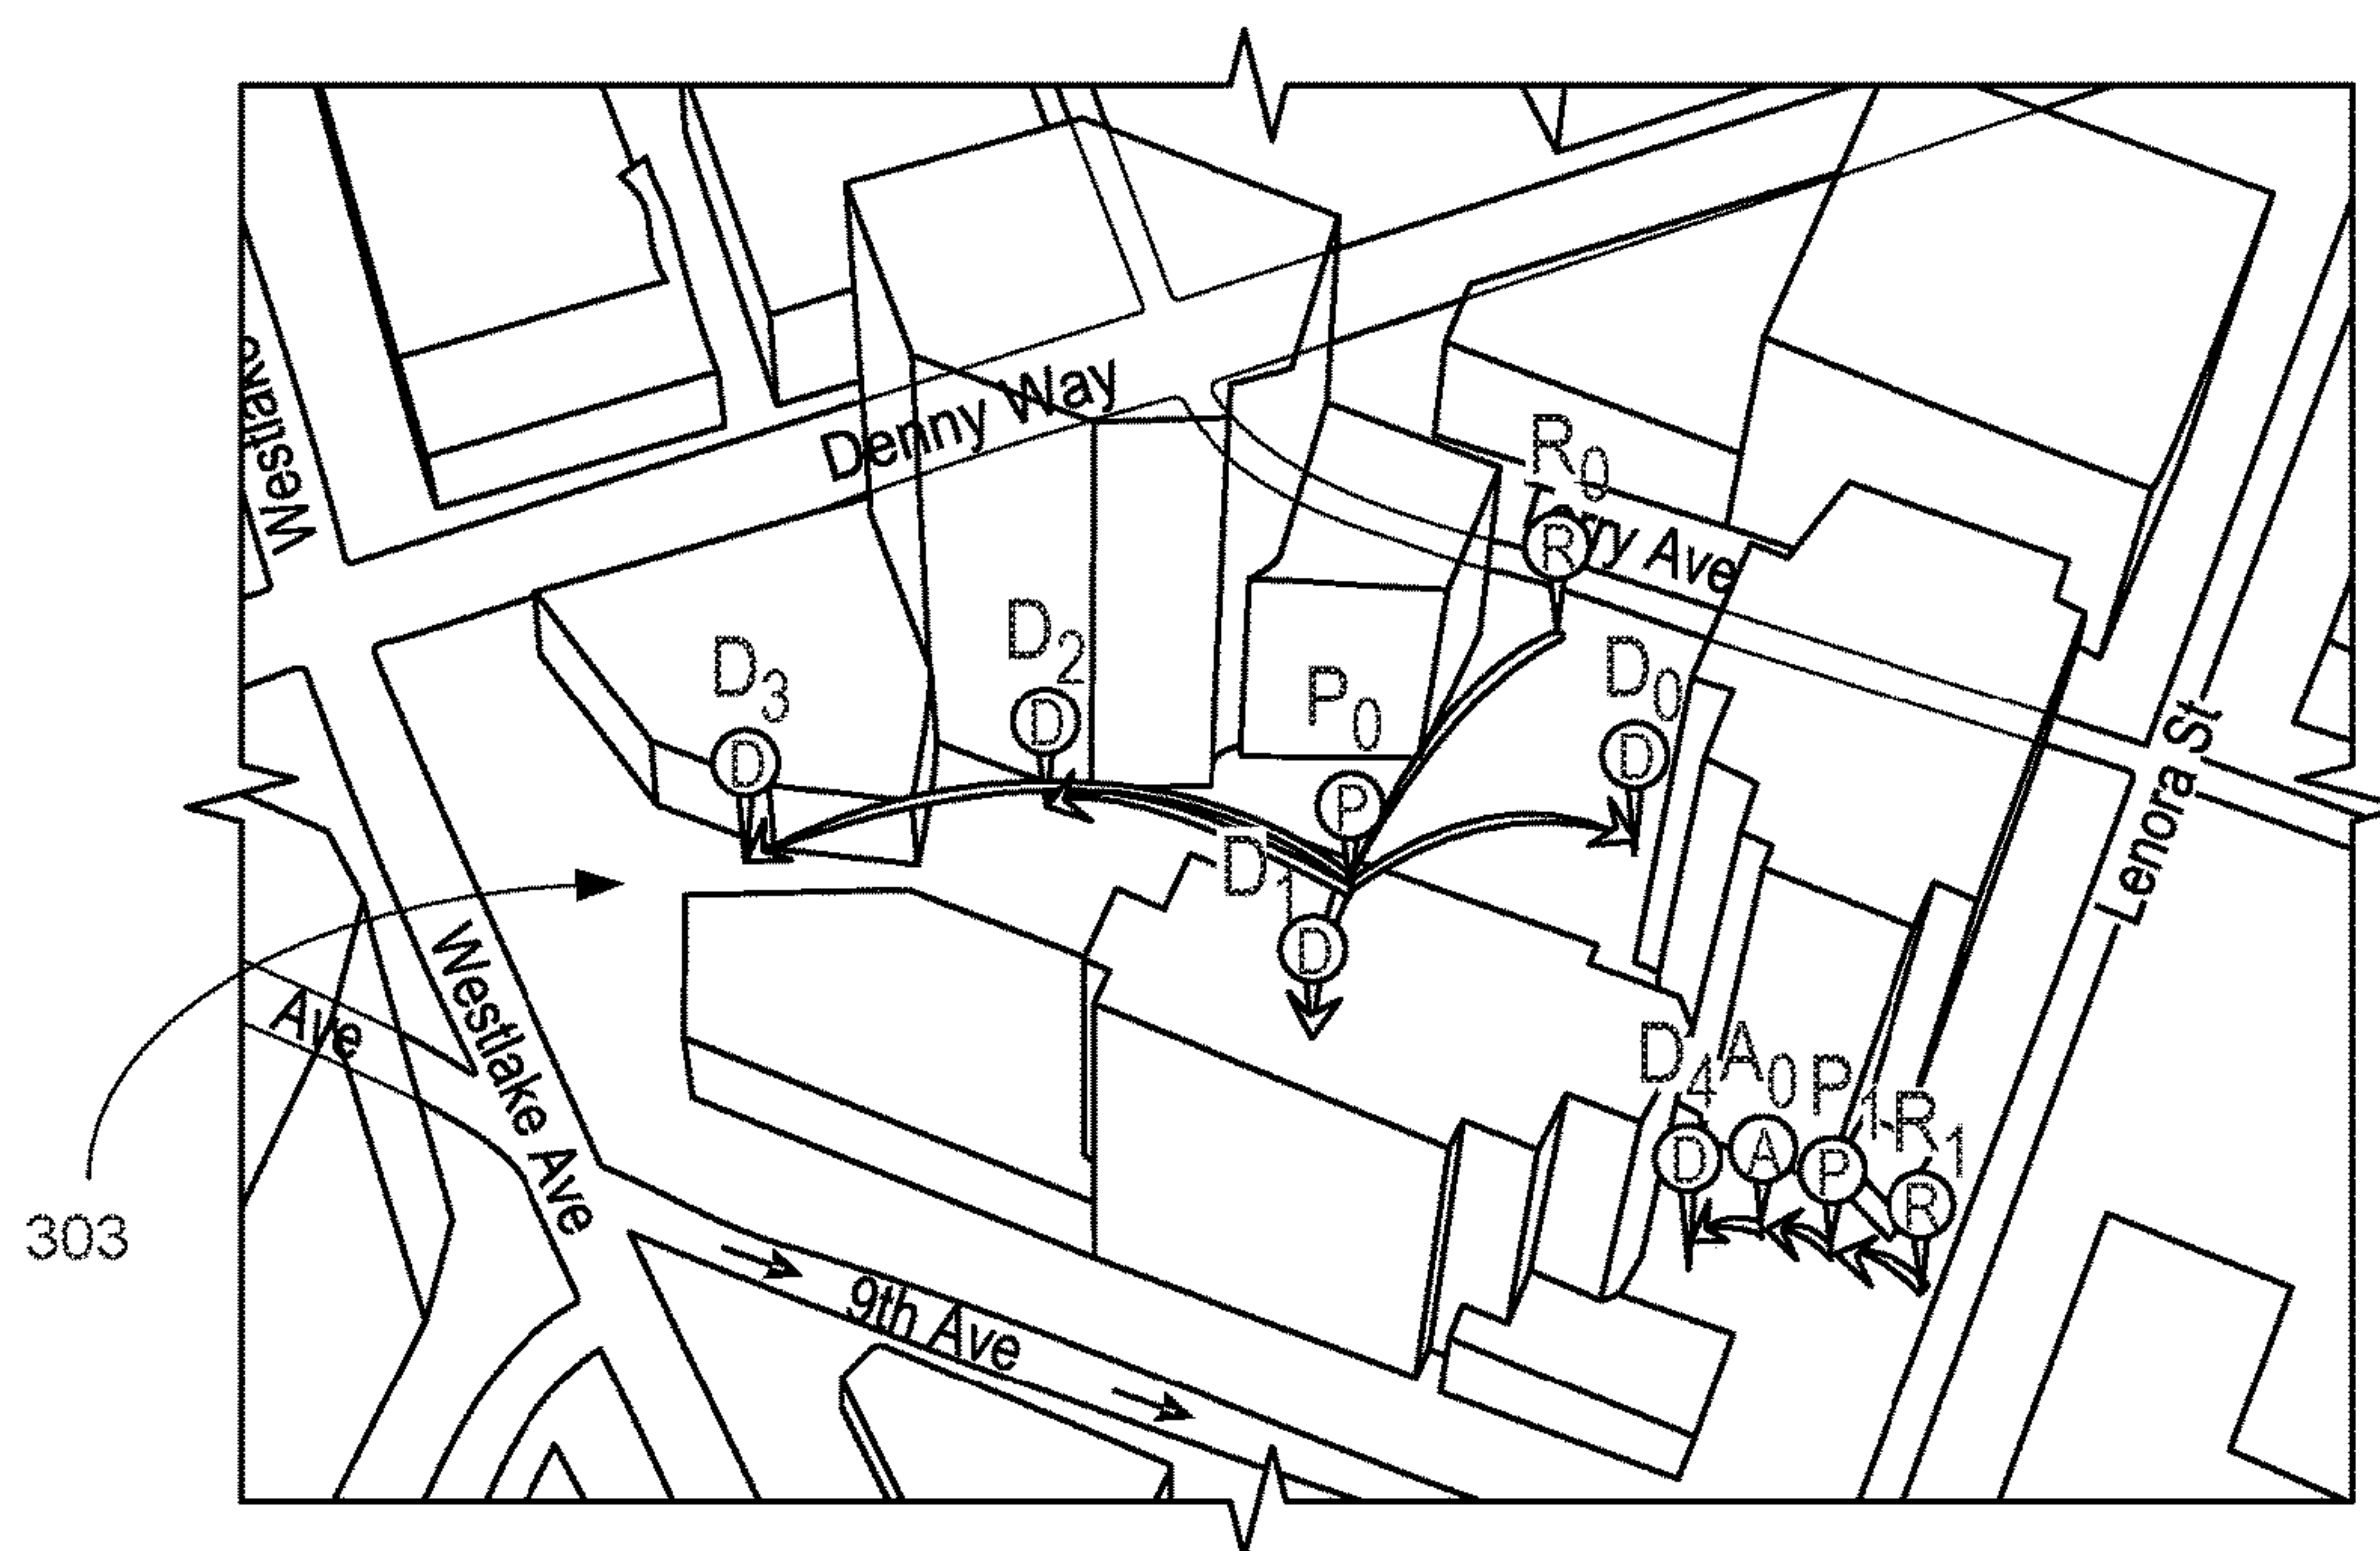 Westlake
Denny Way
R0
R
Terry Ave
D3
D
D2
D
P0
P
D0
D
D1
D
Lenora St
Westlake Ave
Ave
9th Ave
D4
D
A0
A
P1
P
R1
R
303